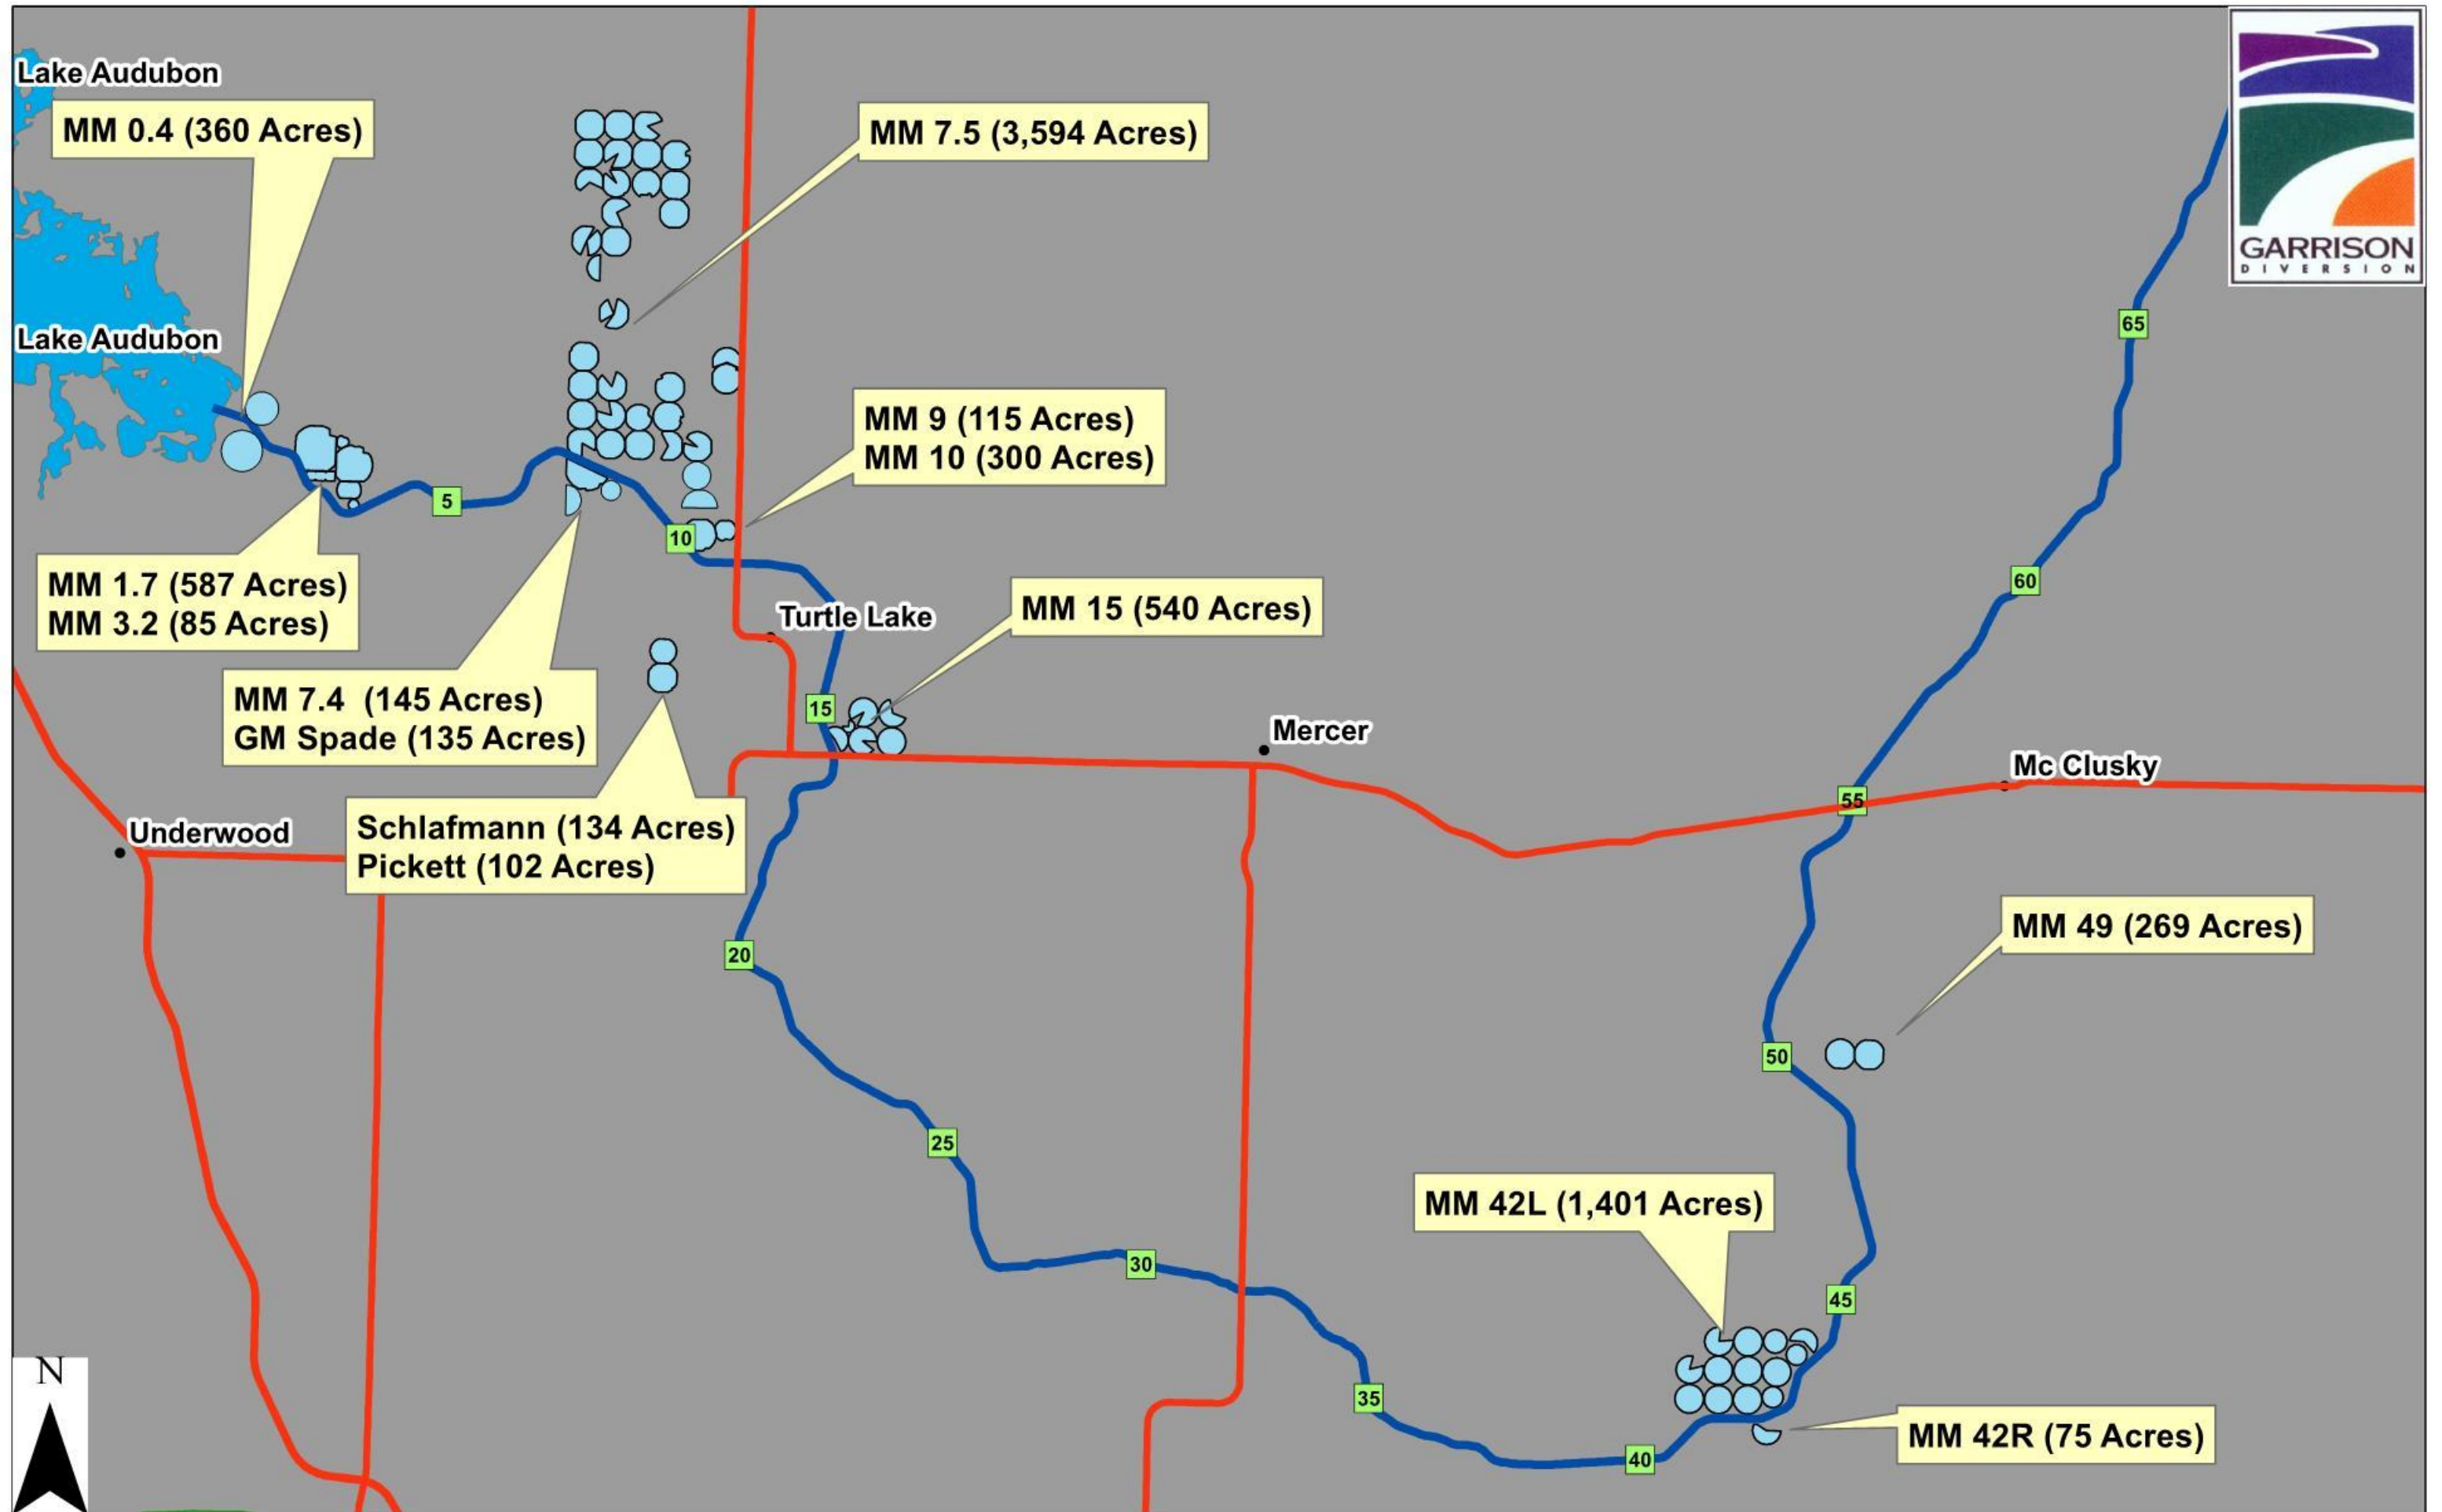 Lake Audubon
MM 0.4 (360 Acres)
MM 7.5 (3,594 Acres)
GARRISON
DIVERSION
65
Lake Audubon
MM 9 (115 Acres)
MM 10 (300 Acres)
5
10
MM 1.7 (587 Acres)
MM 3.2 (85 Acres)
60
MM 15 (540 Acres)
Turtle Lake
MM 7.4 (145 Acres)
GM Spade (135 Acres)
15
Mercer
Mc Clusky
55
Underwood
Schlafmann (134 Acres)
Pickett (102 Acres)
MM 49 (269 Acres)
20
50
25
MM 42L (1,401 Acres)
30
45
N
35
MM 42R (75 Acres)
40